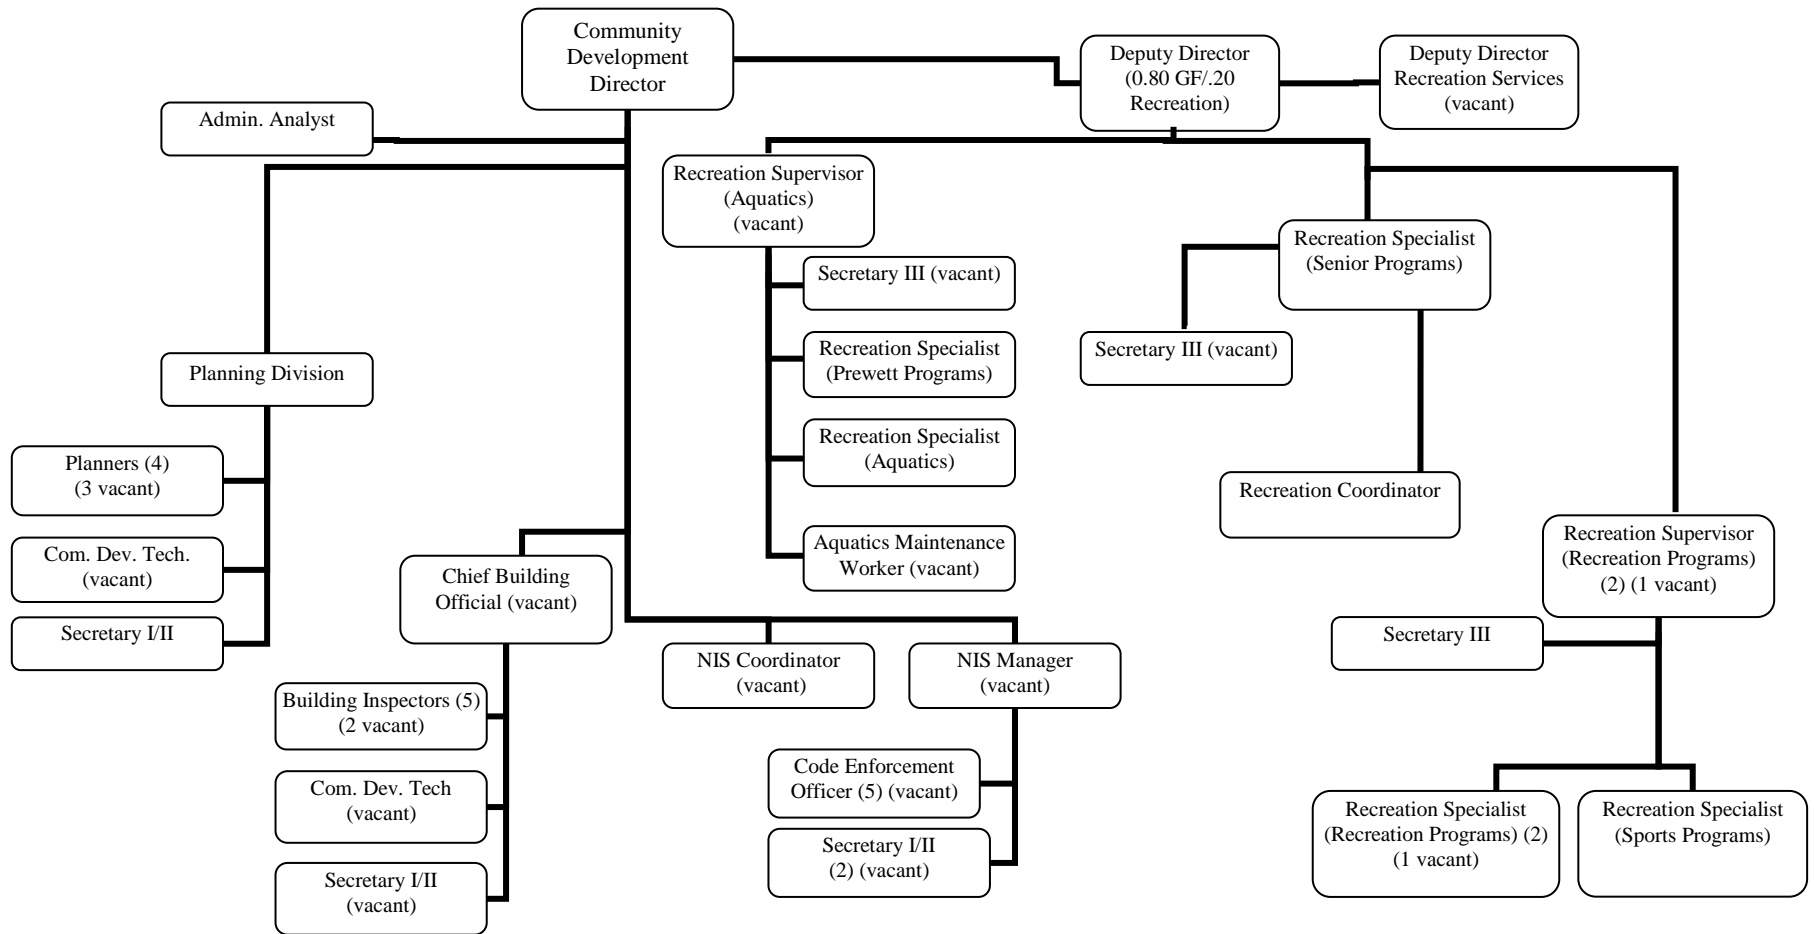 Community
Development
Director
Deputy Director
(0.80 GF/.20
Recreation)
Deputy Director
Recreation Services
(vacant)
Admin. Analyst
Recreation Supervisor
(Aquatics)
(vacant)
Recreation Specialist
(Senior Programs)
Secretary III (vacant)
Secretary III (vacant)
Recreation Specialist
(Prewett Programs)
Planning Division
Recreation Specialist
(Aquatics)
Planners (4)
(3 vacant)
Recreation Coordinator
Com. Dev. Tech.
(vacant)
Chief Building
Official (vacant)
Aquatics Maintenance
Worker (vacant)
Recreation Supervisor
(Recreation Programs)
(2) (1 vacant)
Secretary I/II
Secretary III
NIS Coordinator
(vacant)
NIS Manager
(vacant)
Building Inspectors (5)
(2 vacant)
Code Enforcement
Officer (5) (vacant)
Com. Dev. Tech
(vacant)
Secretary I/II
(2) (vacant)
Recreation Specialist
(Recreation Programs) (2)
(1 vacant)
Recreation Specialist
(Sports Programs)
Secretary I/II
(vacant)